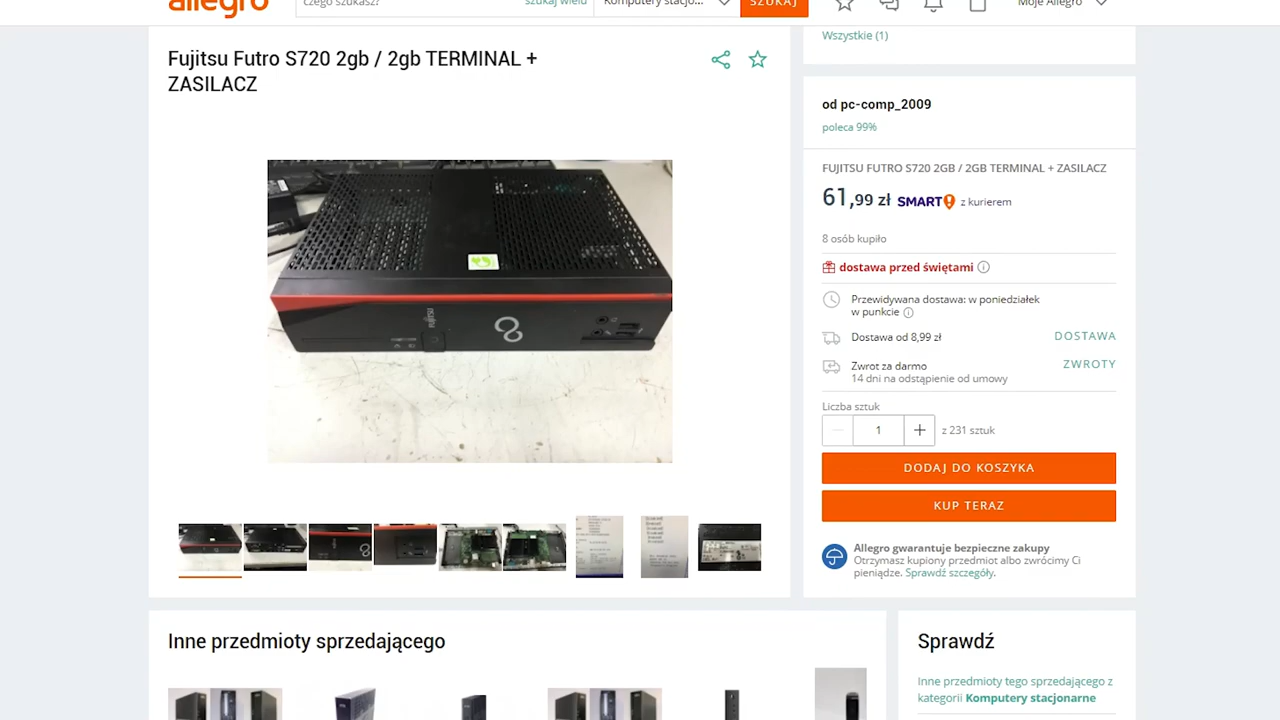 allegro
czego szukasz?
szukaj wielu
Komputery stacjo...
SZUKAJ
Moje Allegro
Fujitsu Futro S720 2gb / 2gb TERMINAL +
ZASILACZ
Wszystkie (1)
od pc-comp_2009
poleca 99%
FUJITSU FUTRO S720 2GB / 2GB TERMINAL + ZASILACZ
61,99 zł SMART! z kurierem
8 osób kupiło
dostawa przed świętami
Przewidywana dostawa: w poniedziałek
w punkcie
Dostawa od 8,99 zł
DOSTAWA
Zwrot za darmo
ZWROTY
14 dni na odstąpienie od umowy
Liczba sztuk
1
z 231 sztuk
DODAJ DO KOSZYKA
KUP TERAZ
Allegro gwarantuje bezpieczne zakupy
Otrzymasz kupiony przedmiot albo zwrócimy Ci
pieniądze. Sprawdź szczegóły.
FUJITSU
Inne przedmioty sprzedającego
Sprawdź
Inne przedmioty tego sprzedającego z
kategorii Komputery stacjonarne